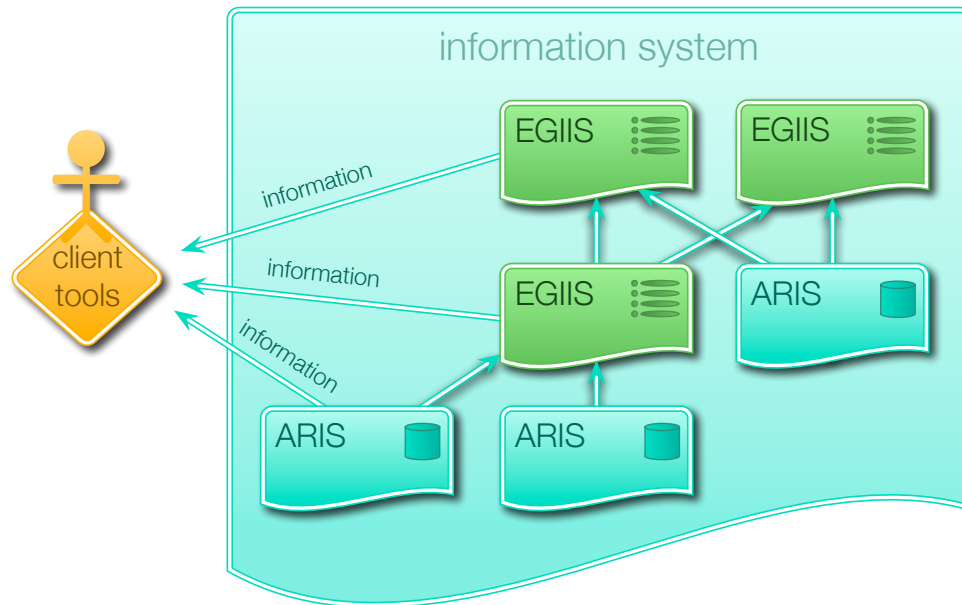 information system
EGIIS
EGIIS
information
client
tools
information
EGIIS
ARIS
information
ARIS
ARIS